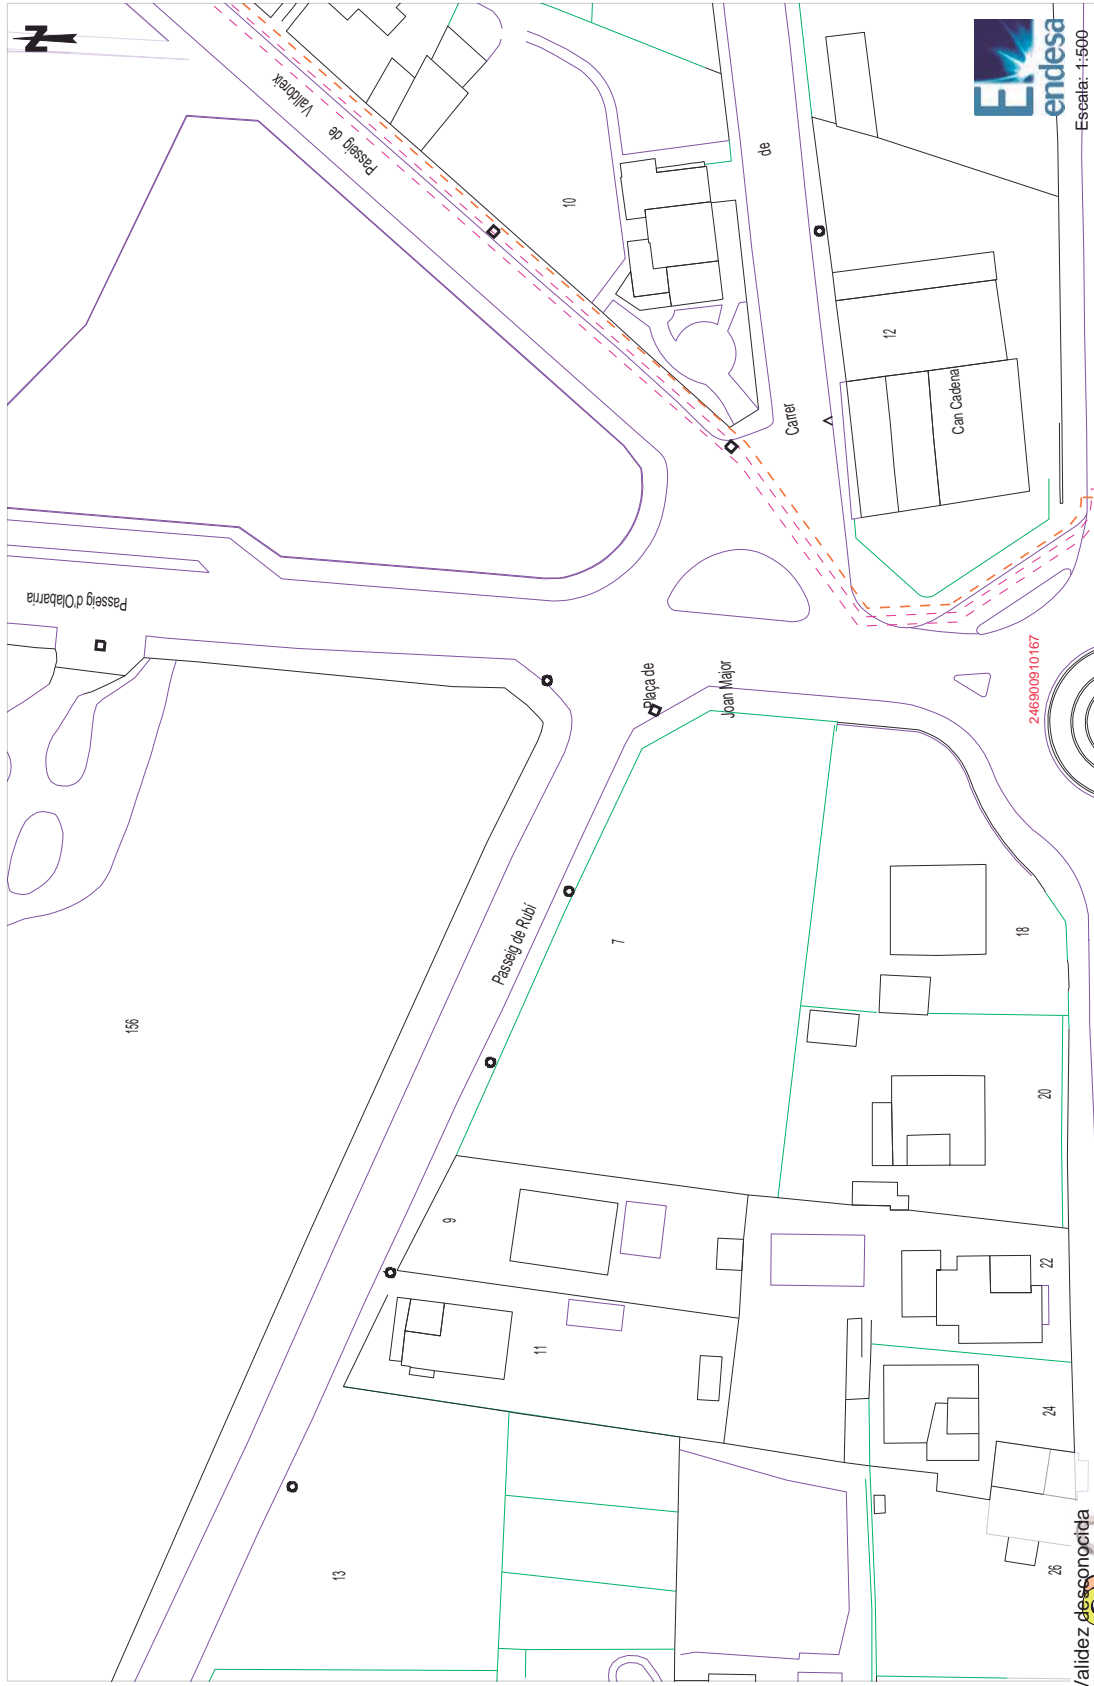 N
endesa
Escala: 1:500
Passeig de
Valldoreix
10
de
12
Can Cadena
Carrer
Passeig d'Olabarria
Plaça de
Joan Major
246900910167
Passeig de Rubí
7
156
18
20
9
22
11
24
13
26
Validez desconocida